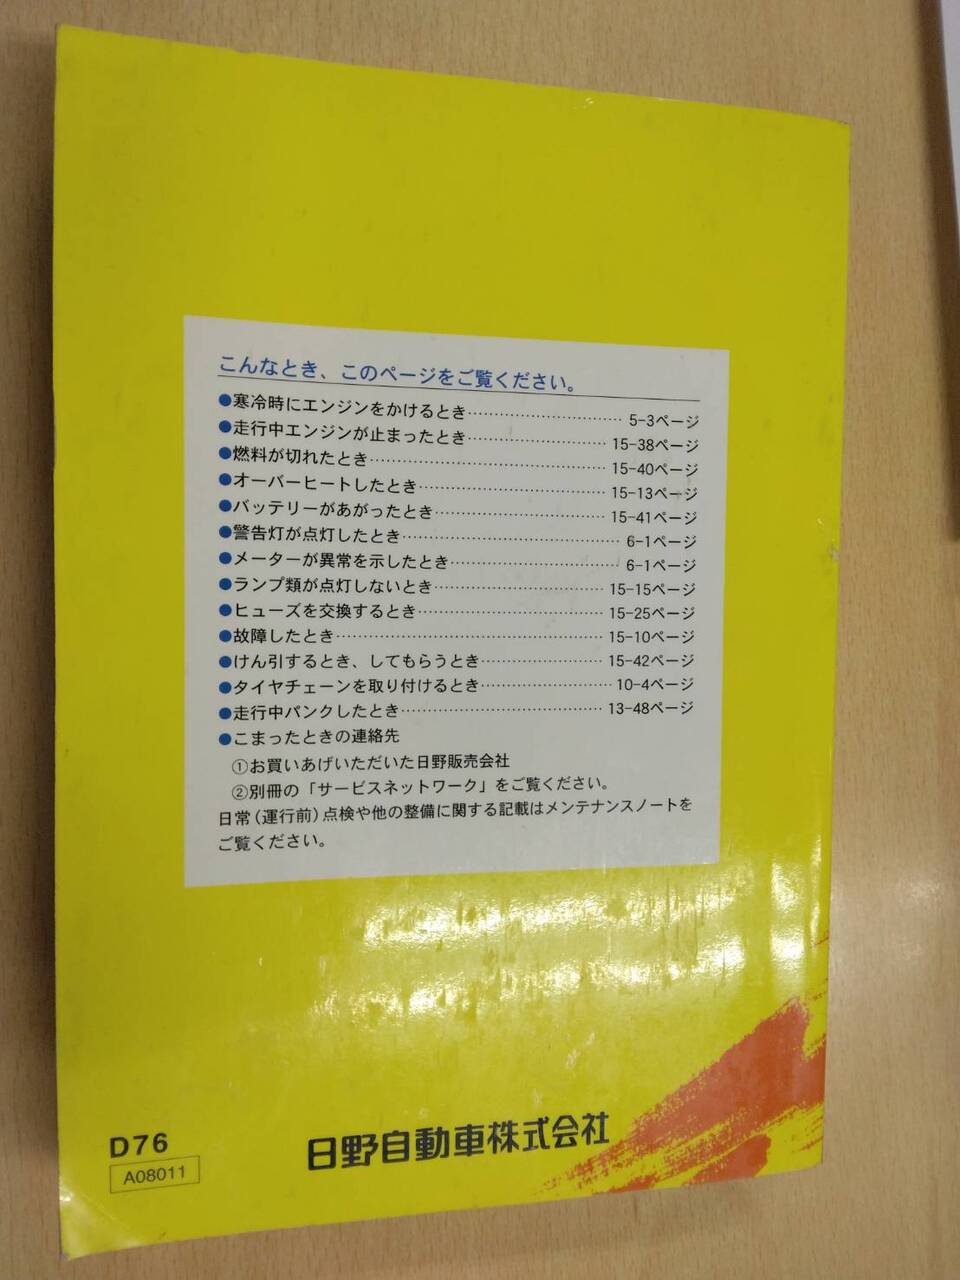 こんなとき、このページをご覧ください。
●寒冷時にエンジンをかけるとき…………………………5-3ページ
●走行中エンジンが止まったとき……………………15-38ページ
●燃料が切れたとき……………………………………15-40ページ
●オーバーヒートしたとき……………………………15-13ページ
●バッテリーがあがったとき…………………………15-41ページ
●警告灯が点灯したとき…………………………………6-1ページ
●メーターが異常を示したとき…………………………6-1ページ
●ランプ類が点灯しないとき…………………………15-15ページ
●ヒューズを交換するとき……………………………15-25ページ
●故障したとき…………………………………………15-10ページ
●けん引するとき、してもらうとき…………………15-42ページ
●タイヤチェーンを取り付けるとき……………………10-4ページ
●走行中パンクしたとき………………………………13-48ページ
●こまったときの連絡先
①お買いあげいただいた日野販売会社
②別冊の「サービスネットワーク」をご覧ください。
日常(運行前)点検や他の整備に関する記載はメンテナンスノートを
ご覧ください。
D76
A08011
日野自動車株式会社